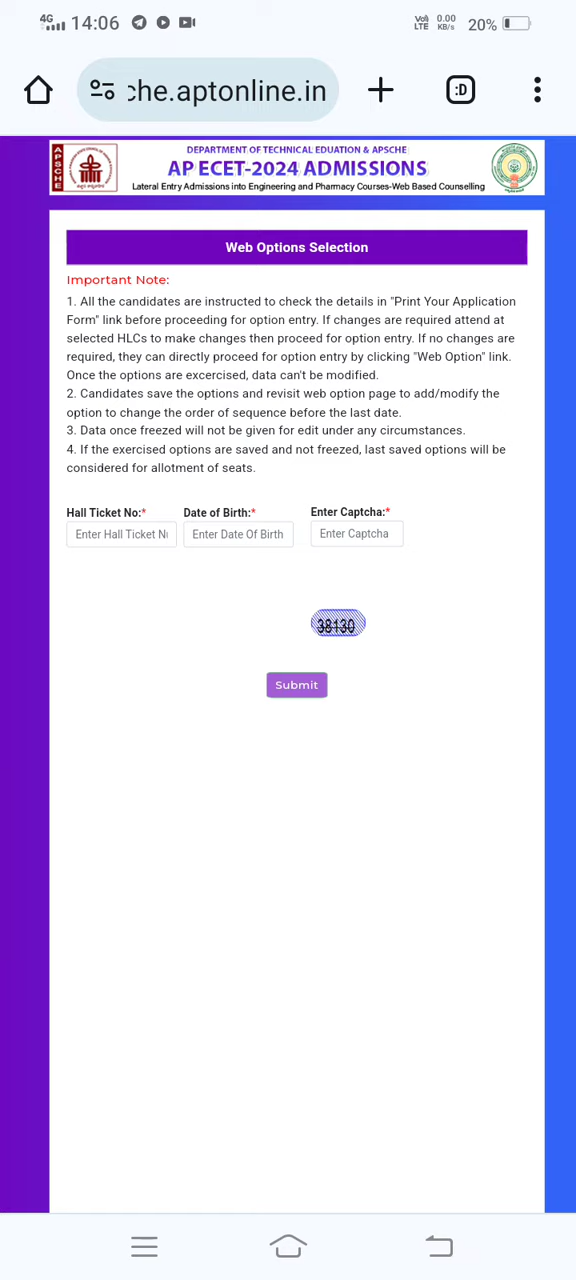 4G 14:06 Vo)) LTE 0.00 KB/s 20%
:he.aptonline.in :D
APSCHE
DEPARTMENT OF TECHNICAL EDUATION & APSCHE
AP ECET-2024 ADMISSIONS
Lateral Entry Admissions into Engineering and Pharmacy Courses-Web Based Counselling
Web Options Selection
Important Note:
1. All the candidates are instructed to check the details in "Print Your Application
Form" link before proceeding for option entry. If changes are required attend at
selected HLCs to make changes then proceed for option entry. If no changes are
required, they can directly proceed for option entry by clicking "Web Option" link.
Once the options are excercised, data can't be modified.
2. Candidates save the options and revisit web option page to add/modify the
option to change the order of sequence before the last date.
3. Data once freezed will not be given for edit under any circumstances.
4. If the exercised options are saved and not freezed, last saved options will be
considered for allotment of seats.
Hall Ticket No:* Date of Birth:* Enter Captcha:*
Enter Hall Ticket N Enter Date Of Birth Enter Captcha
38130
Submit